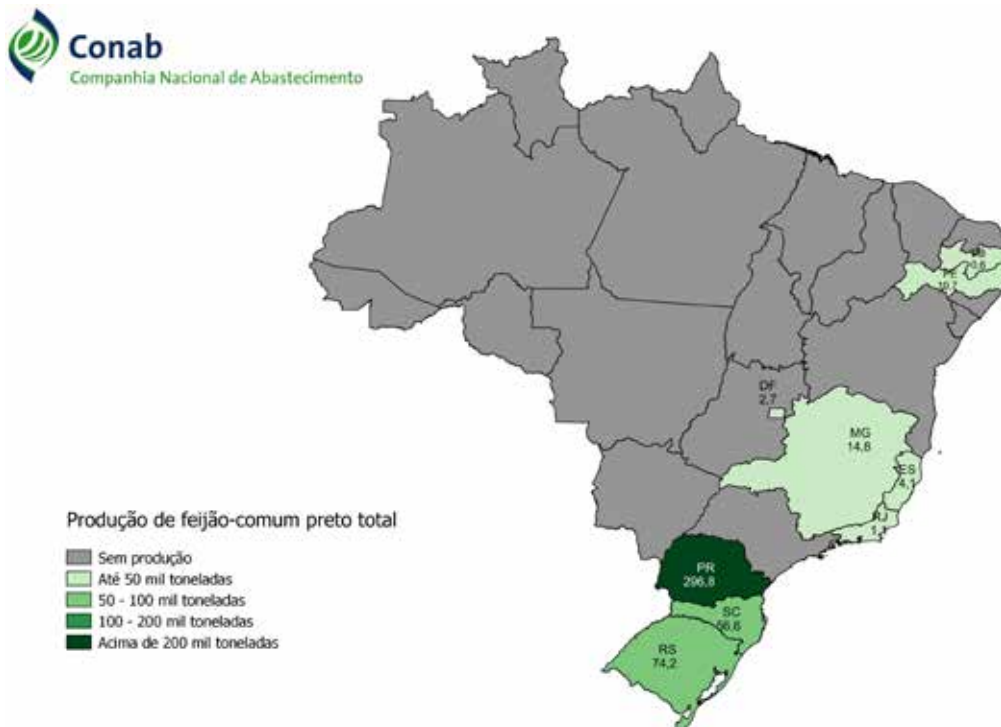 Conab
Companhia Nacional de Abastecimento
PE
DF
2,7
MG
14,8
ES
4,1
RJ
PR
296,8
SC
56,6
RS
74,2
Produção de feijão-comum preto total
Sem produção
Até 50 mil toneladas
50 - 100 mil toneladas
100 - 200 mil toneladas
Acima de 200 mil toneladas